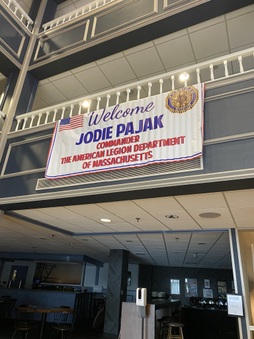 Welcome
JODIE PAJAK
COMMANDER
THE AMERICAN LEGION DEPARTMENT
OF MASSACHUSETTS